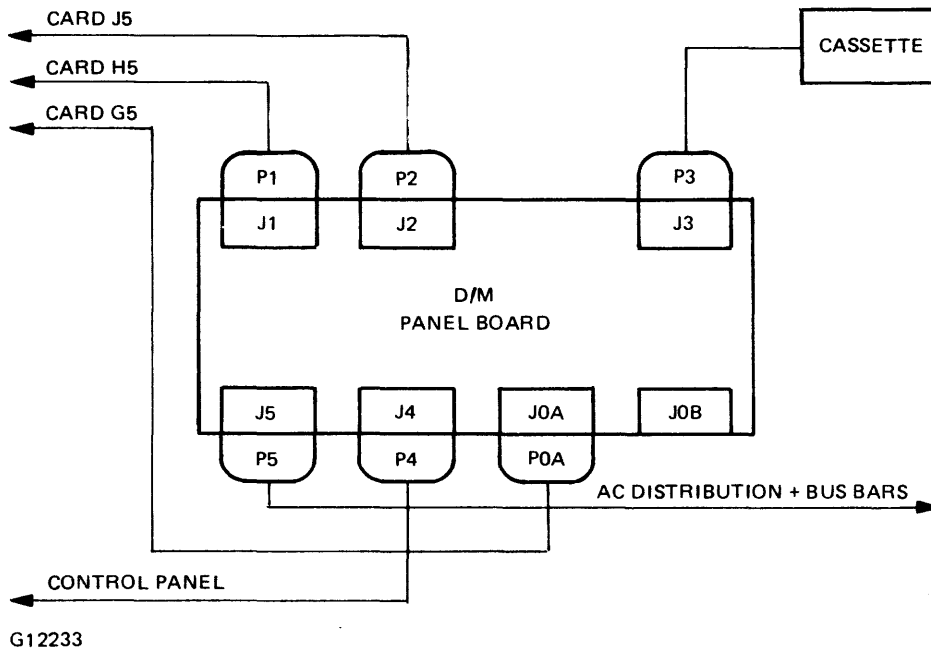 CARD J5
CARD H5
CARD G5
CASSETTE
P1
P2
P3
J1
J2
J3
D/M
PANEL BOARD
J5
J4
J0A
J0B
P5
P4
P0A
AC DISTRIBUTION + BUS BARS
CONTROL PANEL
G12233